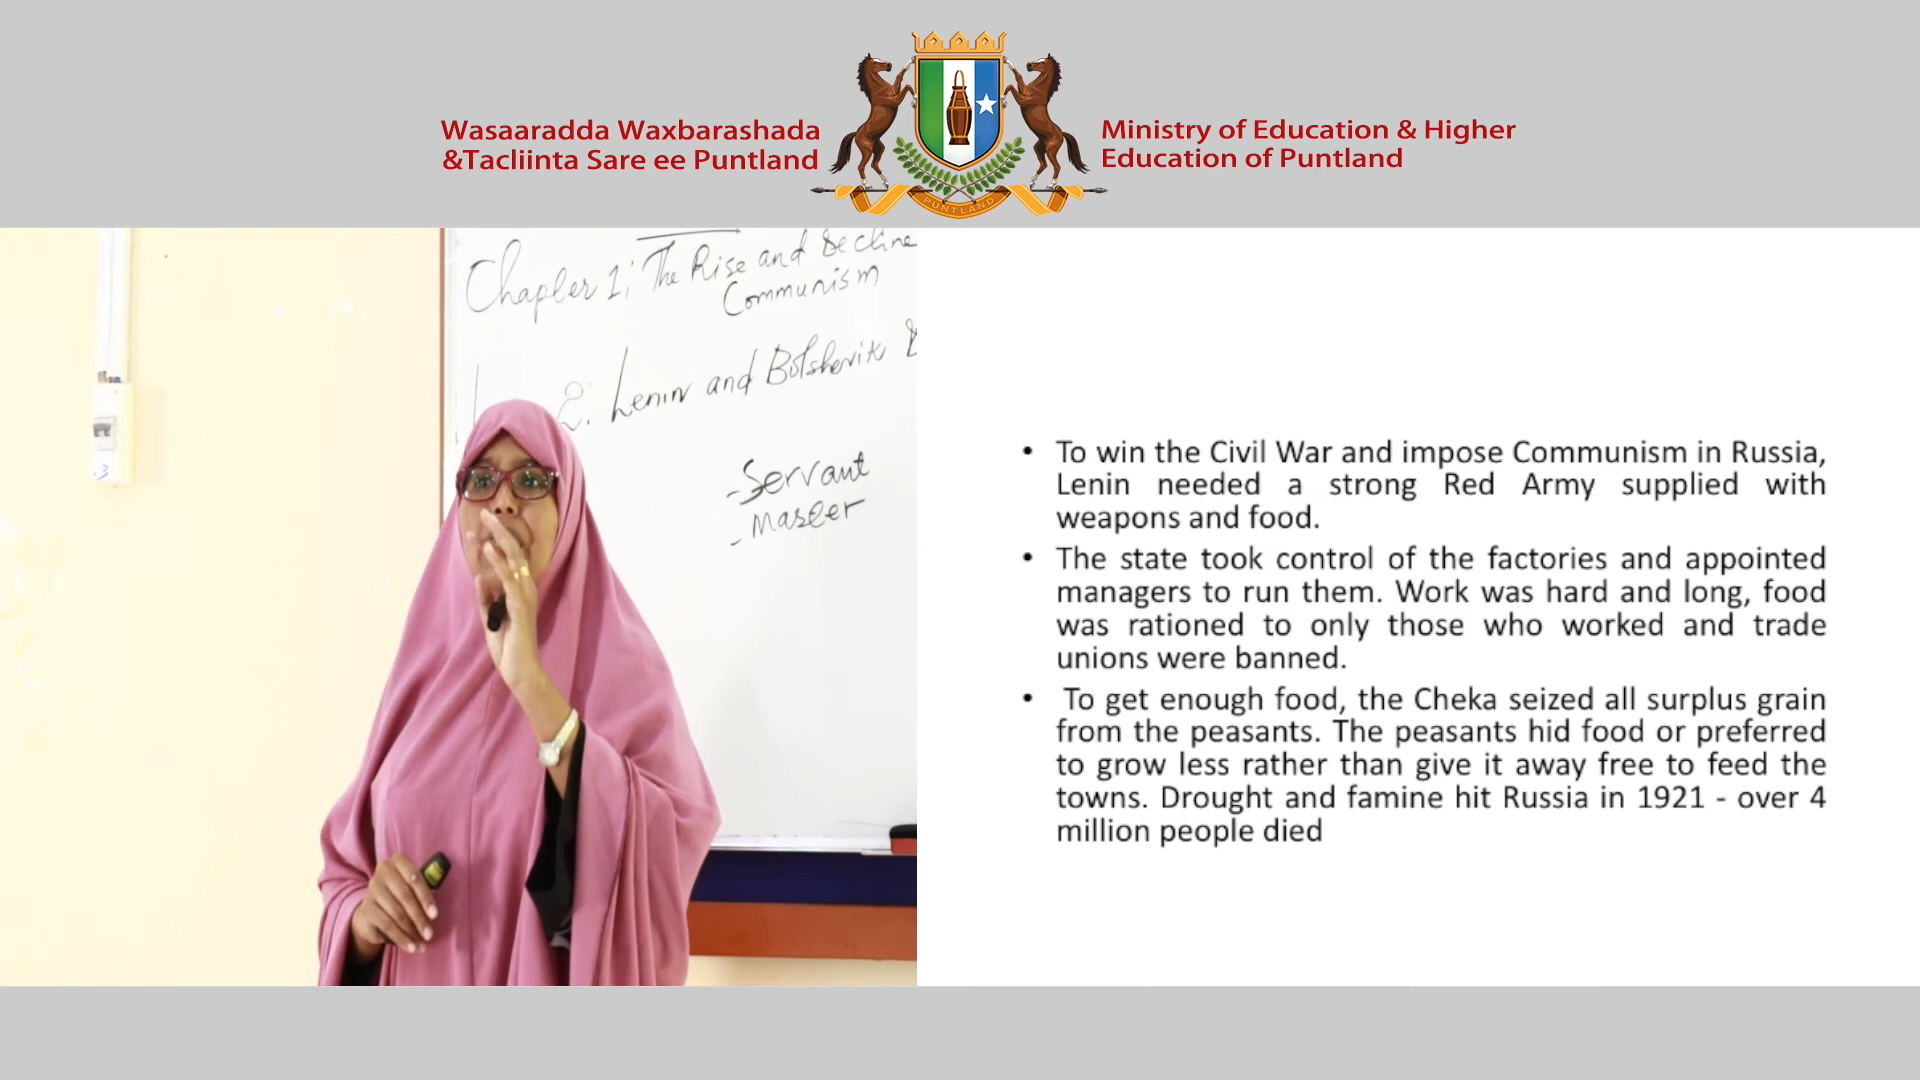 Wasaaradda Waxbarashada
&Tacliinta Sare ee Puntland
PUNTLAND
Ministry of Education & Higher
Education of Puntland
Chapter 1; The Rise and Decline
Communism
2: Lenin and Bolshevik
-Servant
- Master
3
• To win the Civil War and impose Communism in Russia,
Lenin needed a strong Red Army supplied with
weapons and food.
• The state took control of the factories and appointed
managers to run them. Work was hard and long, food
was rationed to only those who worked and trade
unions were banned.
• To get enough food, the Cheka seized all surplus grain
from the peasants. The peasants hid food or preferred
to grow less rather than give it away free to feed the
towns. Drought and famine hit Russia in 1921 - over 4
million people died